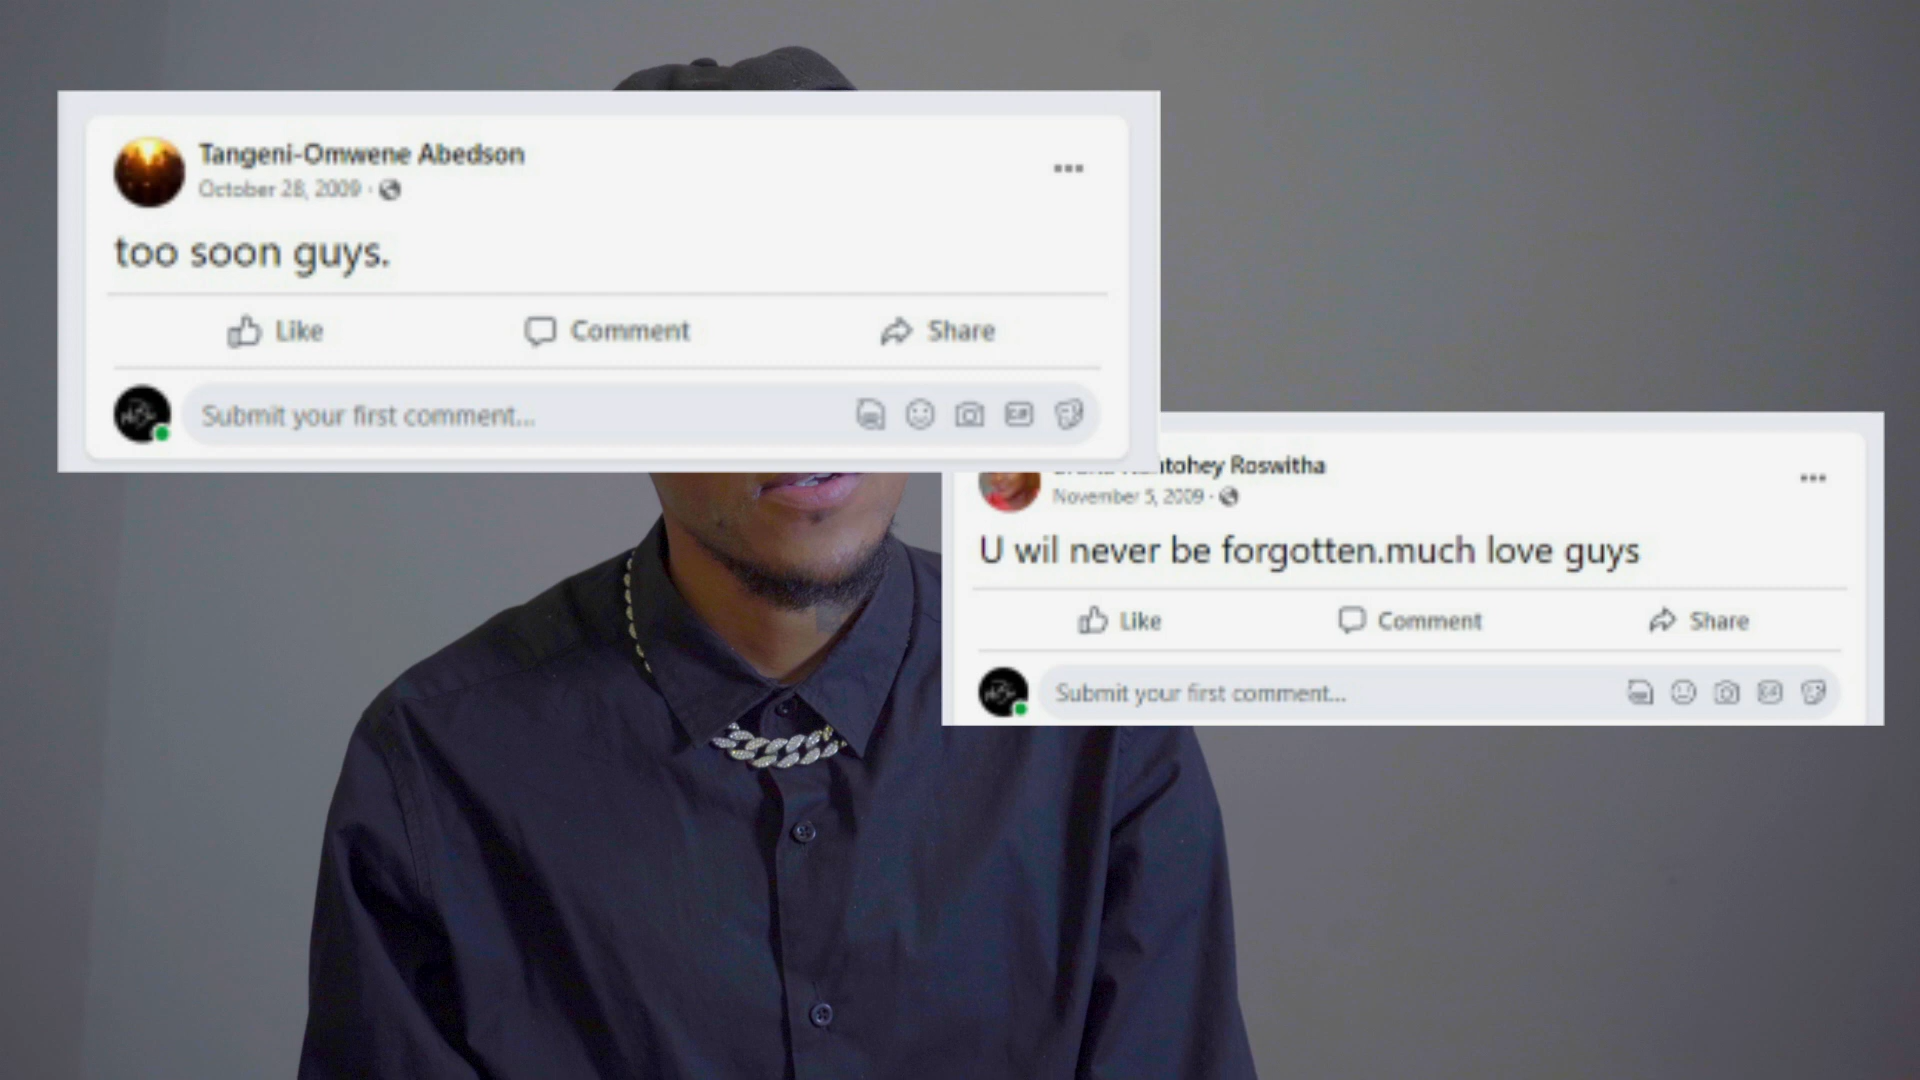 Tangeni-Omwene Abedson
October 28, 2009
too soon guys.
Like Comment Share
Submit your first comment...
Roswitha
November 5, 2009
U wil never be forgotten.much love guys
Like Comment Share
Submit your first comment...